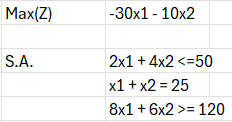 Max(Z) -30x1 - 10x2
S.A. 2x1 + 4x2 <=50
x1 + x2 = 25
8x1 + 6x2 >= 120